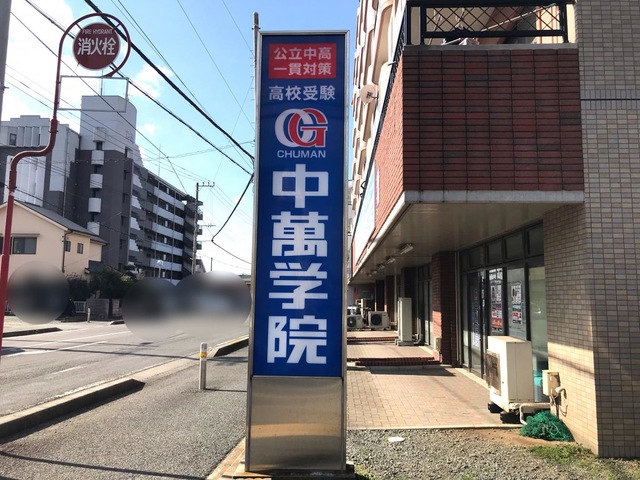 FIRE HYDRANT
消火栓
公立中高
一貫対策
高校受験
CG
CHUMAN
中萬学院